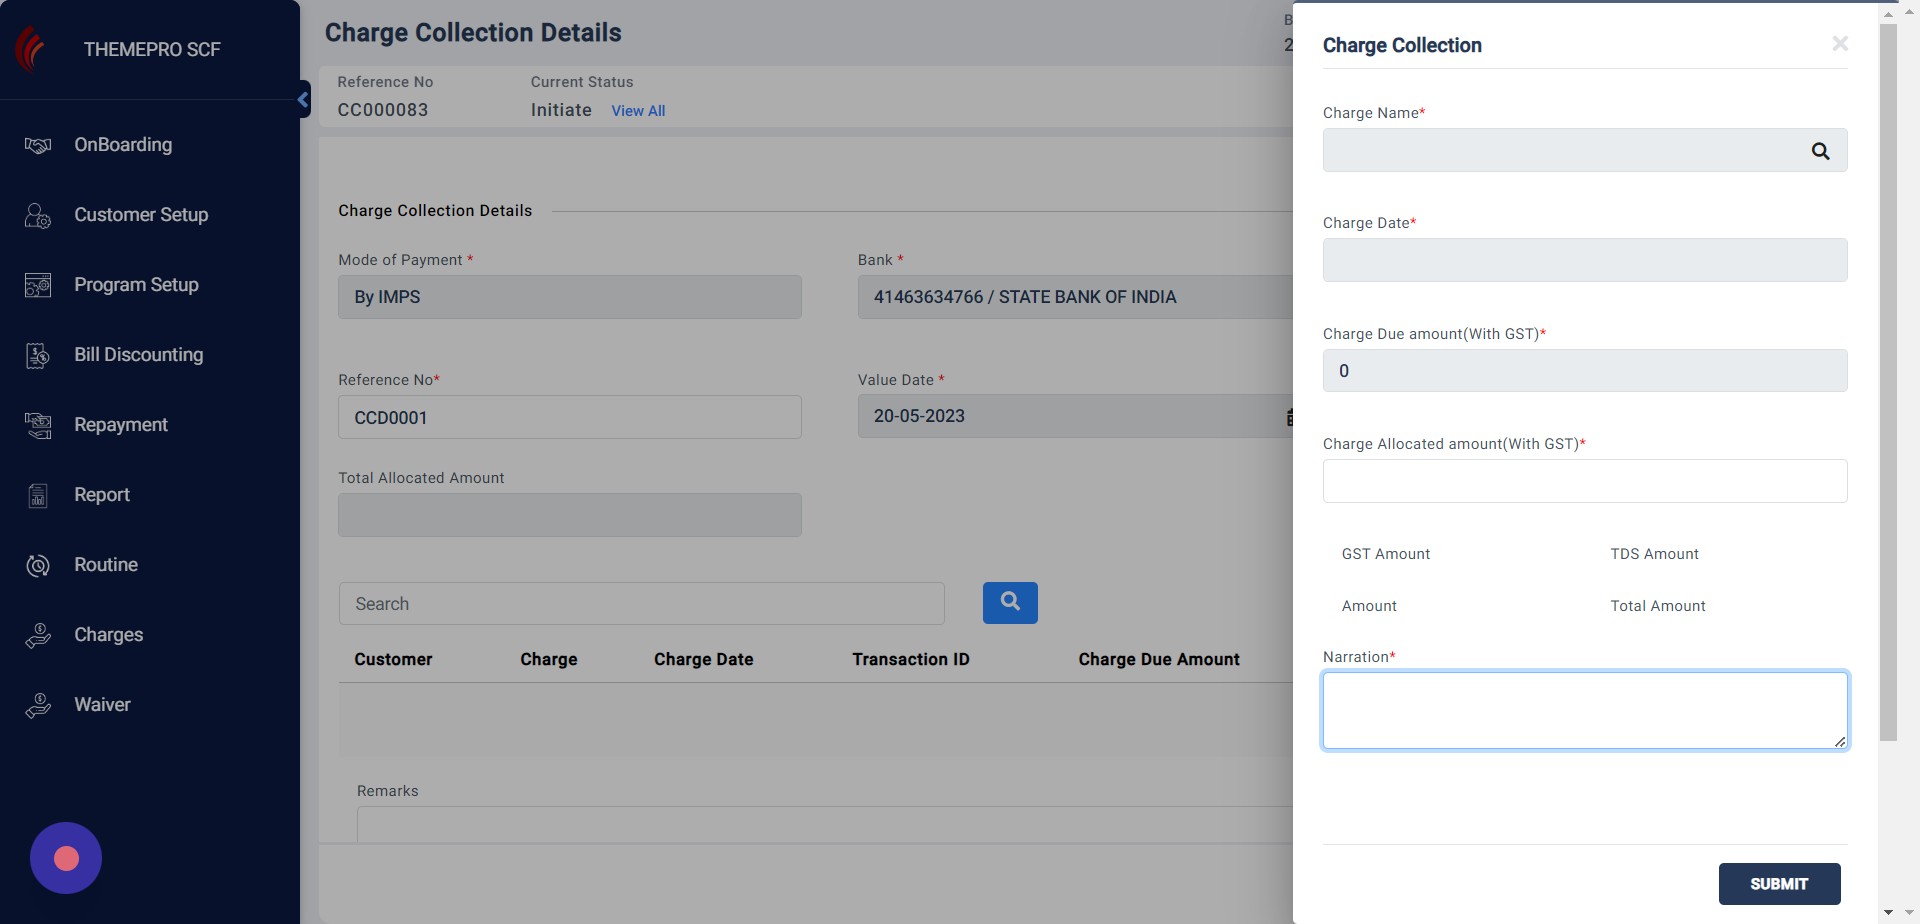 THEMEPRO SCF
OnBoarding
Customer Setup
Program Setup
Bill Discounting
Repayment
Report
Routine
Charges
Waiver
Charge Collection Details
Reference No
Current Status
CC000083
Initiate View All
Charge Collection Details
Mode of Payment *
Bank *
By IMPS
41463634766 / STATE BANK OF INDIA
Reference No*
Value Date *
CCD0001
20-05-2023
Total Allocated Amount
Search
Customer Charge Charge Date Transaction ID Charge Due Amount
Remarks
Charge Collection
Charge Name*
Charge Date*
Charge Due amount(With GST)*
0
Charge Allocated amount(With GST)*
GST Amount TDS Amount
Amount Total Amount
Narration*
SUBMIT